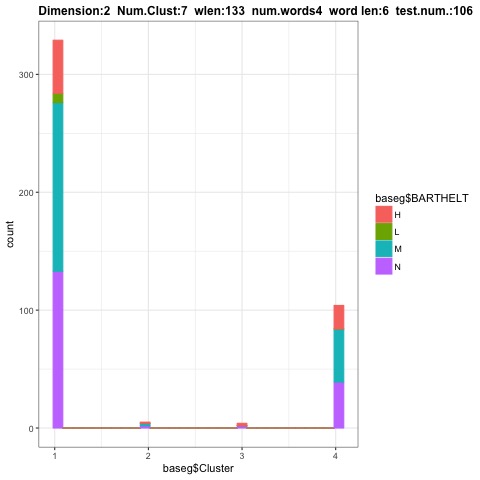 Dimension:2 Num.Clust:7 wlen:133 num.words4 word len:6 test.num.:106
300
200
100
0
count
1 2 3 4
baseg$Cluster
baseg$BARTHELT
H
L
M
N